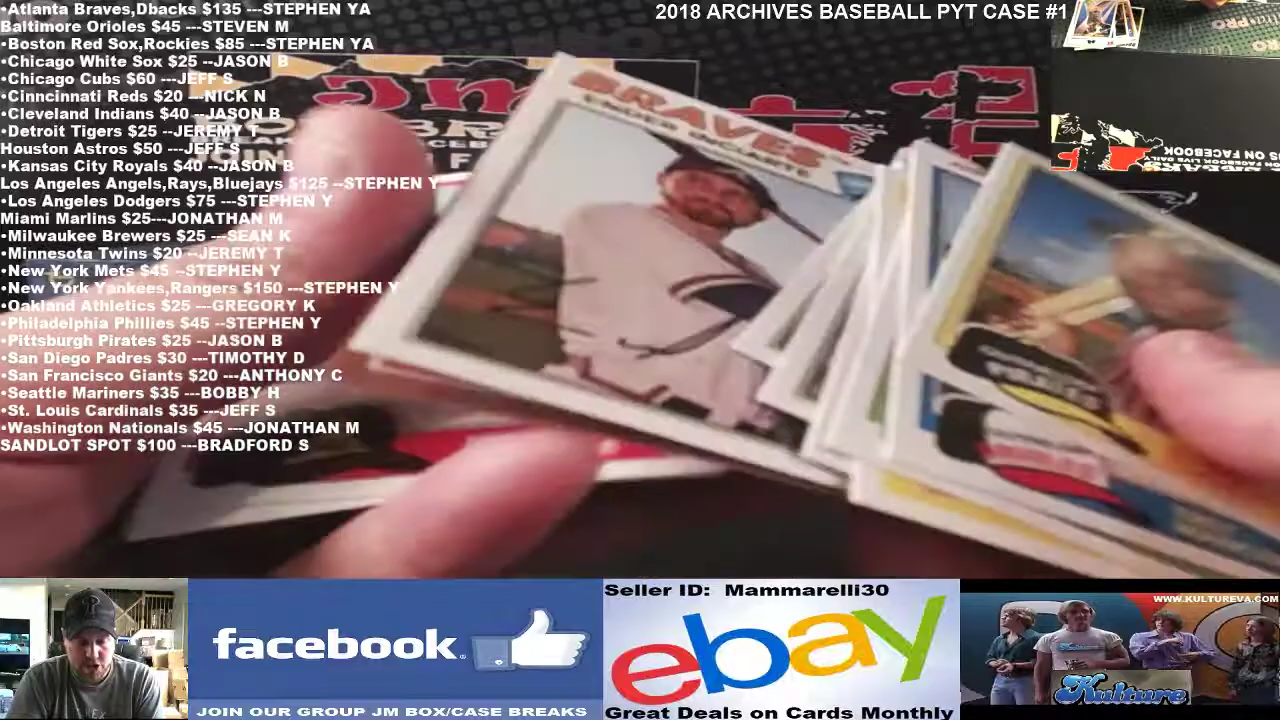 •Atlanta Braves,Dbacks $135 ---STEPHEN YA
Baltimore Orioles $45 ---STEVEN M
•Boston Red Sox,Rockies $85 ---STEPHEN YA
•Chicago White Sox $25 --JASON B
•Chicago Cubs $60 ---JEFF S
•Cinncinnati Reds $20 ---NICK N
•Cleveland Indians $40 --JASON B
•Detroit Tigers $25 --JEREMY T
Houston Astros $50 ---JEFF S
•Kansas City Royals $40 --JASON B
Los Angeles Angels,Rays,Bluejays $125 --STEPHEN Y
•Los Angeles Dodgers $75 ---STEPHEN Y
Miami Marlins $25---JONATHAN M
•Milwaukee Brewers $25 ---SEAN K
•Minnesota Twins $20 --JEREMY T
•New York Mets $45 --STEPHEN Y
•New York Yankees,Rangers $150 ---STEPHEN Y
•Oakland Athletics $25 ---GREGORY K
•Philadelphia Phillies $45 --STEPHEN Y
•Pittsburgh Pirates $25 --JASON B
•San Diego Padres $30 ---TIMOTHY D
•San Francisco Giants $20 ---ANTHONY C
•Seattle Mariners $35 ---BOBBY H
•St. Louis Cardinals $35 ---JEFF S
•Washington Nationals $45 ---JONATHAN M
SANDLOT SPOT $100 ---BRADFORD S
2018 ARCHIVES BASEBALL PYT CASE #1
BRAVES
ENDER INCIARTE
US ON FACEBOOK
facebook
JOIN OUR GROUP JM BOX/CASE BREAKS
Seller ID: Mammarelli30
ebay
Great Deals on Cards Monthly
WWW.KULTUREVA.COM
Kulture